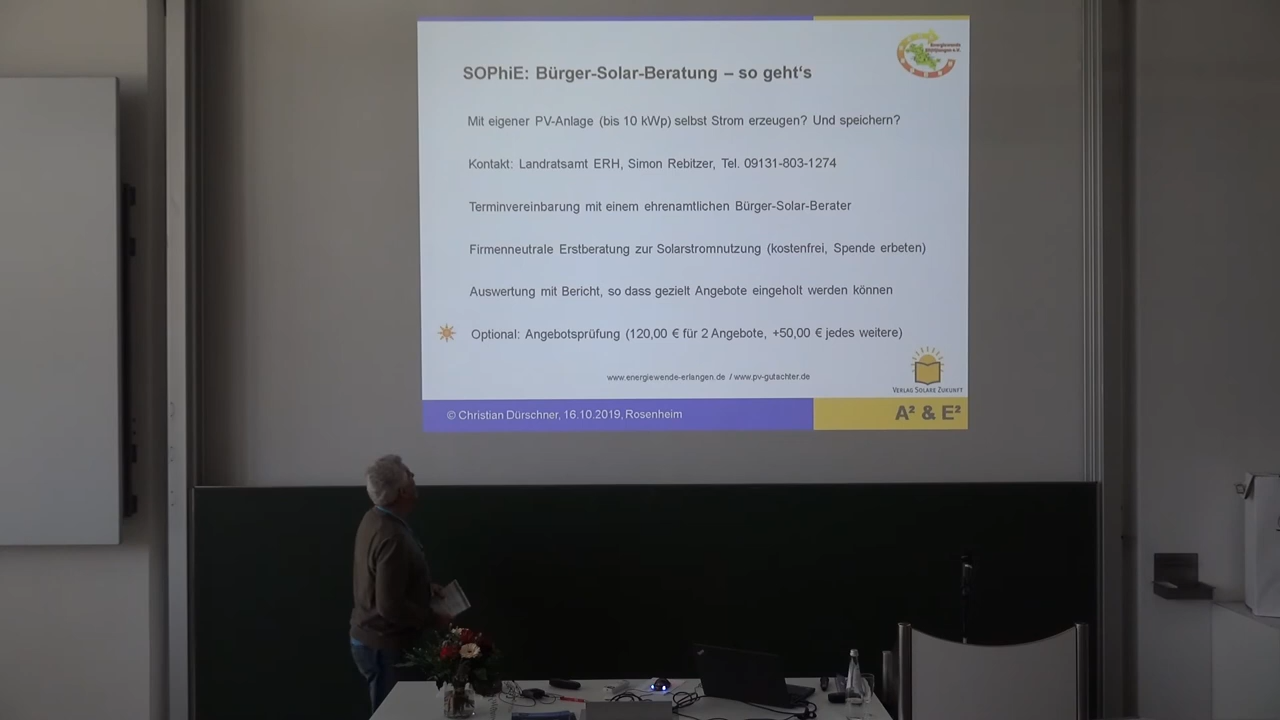 SOPhiE: Bürger-Solar-Beratung – so geht's
Mit eigener PV-Anlage (bis 10 kWp) selbst Strom erzeugen? Und speichern?
Kontakt: Landratsamt ERH, Simon Rebitzer, Tel. 09131-803-1274
Terminvereinbarung mit einem ehrenamtlichen Bürger-Solar-Berater
Firmenneutrale Erstberatung zur Solarstromnutzung (kostenfrei, Spende erbeten)
Auswertung mit Bericht, so dass gezielt Angebote eingeholt werden können
Optional: Angebotsprüfung (120,00 € für 2 Angebote, +50,00 € jedes weitere)
www.energiewende-erlangen.de / www.pv-gutachter.de
VERLAG SOLARE ZUKUNFT
© Christian Dürschner, 16.10.2019, Rosenheim
A² & E²